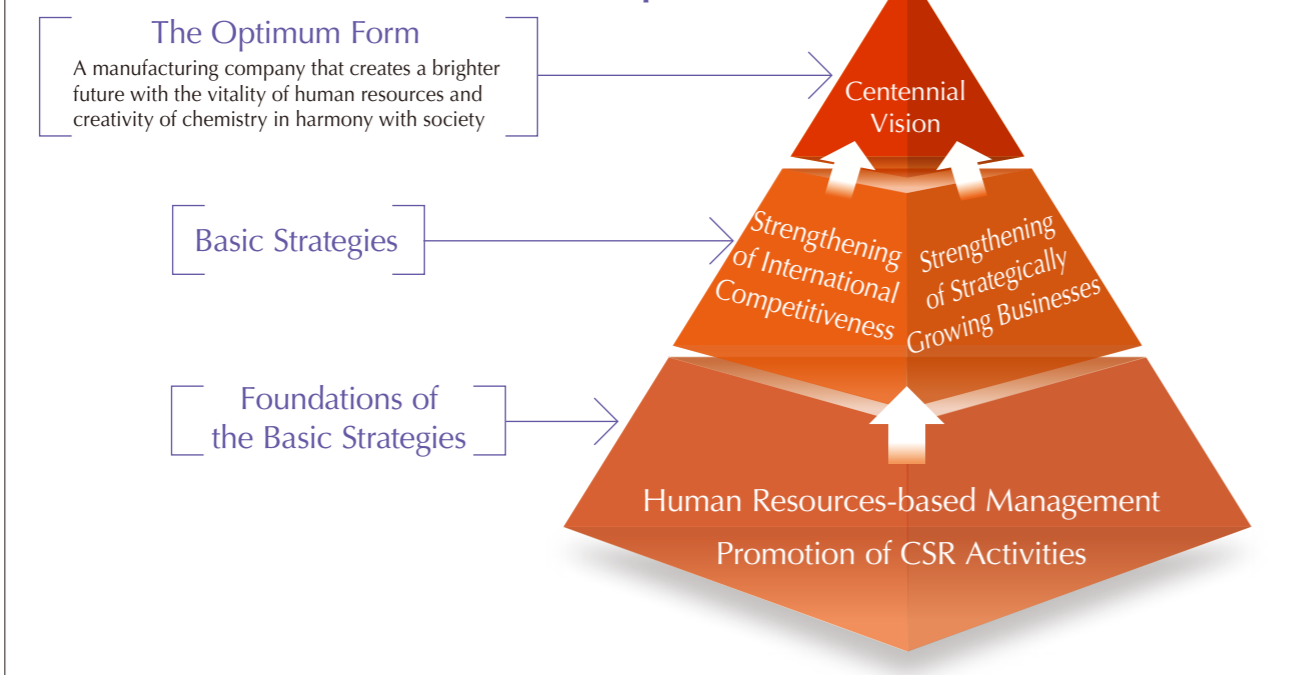 The Optimum Form
A manufacturing company that creates a brighter
future with the vitality of human resources and
creativity of chemistry in harmony with society
Centennial
Vision
Basic Strategies
Strengthening
of International
Competitiveness
Strengthening
of Strategically
Growing Businesses
Foundations of
the Basic Strategies
Human Resources-based Management
Promotion of CSR Activities